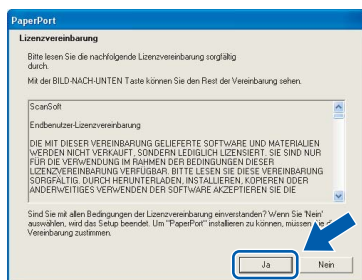 PaperPort
Lizenzvereinbarung
Bitte lesen Sie die nachfolgende Lizenzvereinbarung sorgfältig
durch.
Mit der BILD-NACH-UNTEN Taste können Sie den Rest der Vereinbarung sehen.
ScanSoft
Endbenutzer-Lizenzvereinbarung
DIE MIT DIESER VEREINBARUNG GELIEFERTE SOFTWARE UND MATERIALIEN
WERDEN NICHT VERKAUFT, SONDERN LEDIGLICH LIZENSIERT. SIE SIND NUR
FÜR DIE VERWENDUNG IM RAHMEN DER BEDINGUNGEN DIESER
LIZENZVEREINBARUNG VERFÜGBAR. BITTE LESEN SIE DIESE VEREINBARUNG
SORGFÄLTIG. DURCH HERUNTERLADEN, INSTALLIEREN, KOPIEREN ODER
ANDERWEITIGES VERWENDEN DER SOFTWARE AKZEPTIEREN SIE DIE
Sind Sie mit allen Bedingungen der Lizenzvereinbarung einverstanden? Wenn Sie 'Nein'
auswählen, wird das Setup beendet. Um "PaperPort" installieren zu können, müssen
Vereinbarung zustimmen.
Ja
Nein